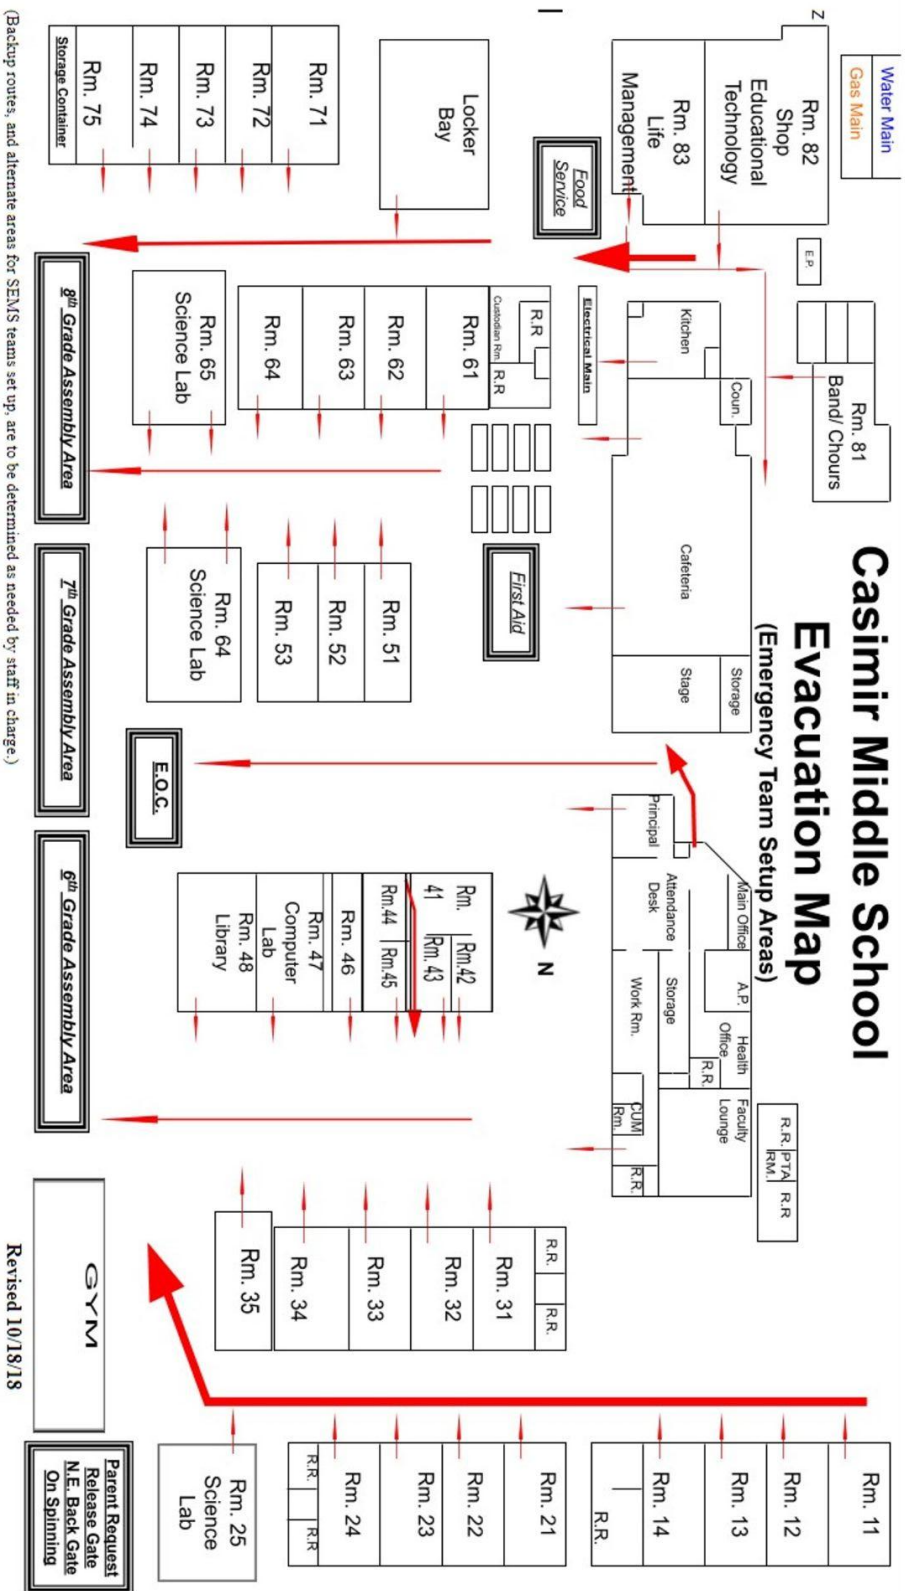 Casimir Middle School
Evacuation Map
(Emergency Team Setup Areas)
Water Main
Gas Main
Z
Rm. 82
Shop
Educational
Technology
Rm. 83
Life
Management
E.P.
Rm. 81
Band/ Chours
Food
Service
Electrical Main
Kitchen
Coun.
Cafeteria
Storage
Stage
Main Office
A.P.
Health
Office
R.R.
Faculty
Lounge
Principal
Attendance
Desk
Storage
Work Rm.
CUM
Rm.
R.R.
R.R.
PTA
RM.
R.R
Rm. 11
Rm. 12
Rm. 13
Rm. 14
R.R.
Locker
Bay
R.R
Custodian Rm.
R.R
Rm. 61
Rm. 62
Rm. 63
Rm. 64
Rm. 65
Science Lab
First Aid
Rm. 51
Rm. 52
Rm. 53
Rm. 64
Science Lab
N
Rm.
41
Rm.42
Rm. 43
Rm.44
Rm.45
Rm. 46
Rm. 47
Computer
Lab
Rm. 48
Library
R.R.
R.R.
Rm. 31
Rm. 32
Rm. 33
Rm. 34
Rm. 35
Rm. 21
Rm. 22
Rm. 23
Rm. 24
R.R.
R.R
Rm. 25
Science
Lab
Rm. 71
Rm. 72
Rm. 73
Rm. 74
Rm. 75
Storage Container
E.O.C.
8th Grade Assembly Area
7th Grade Assembly Area
6th Grade Assembly Area
GYM
Parent Request
Release Gate
N.E. Back Gate
On Spinning
(Backup routes, and alternate areas for SEMS teams set up, are to be determined as needed by staff in charge.)
Revised 10/18/18